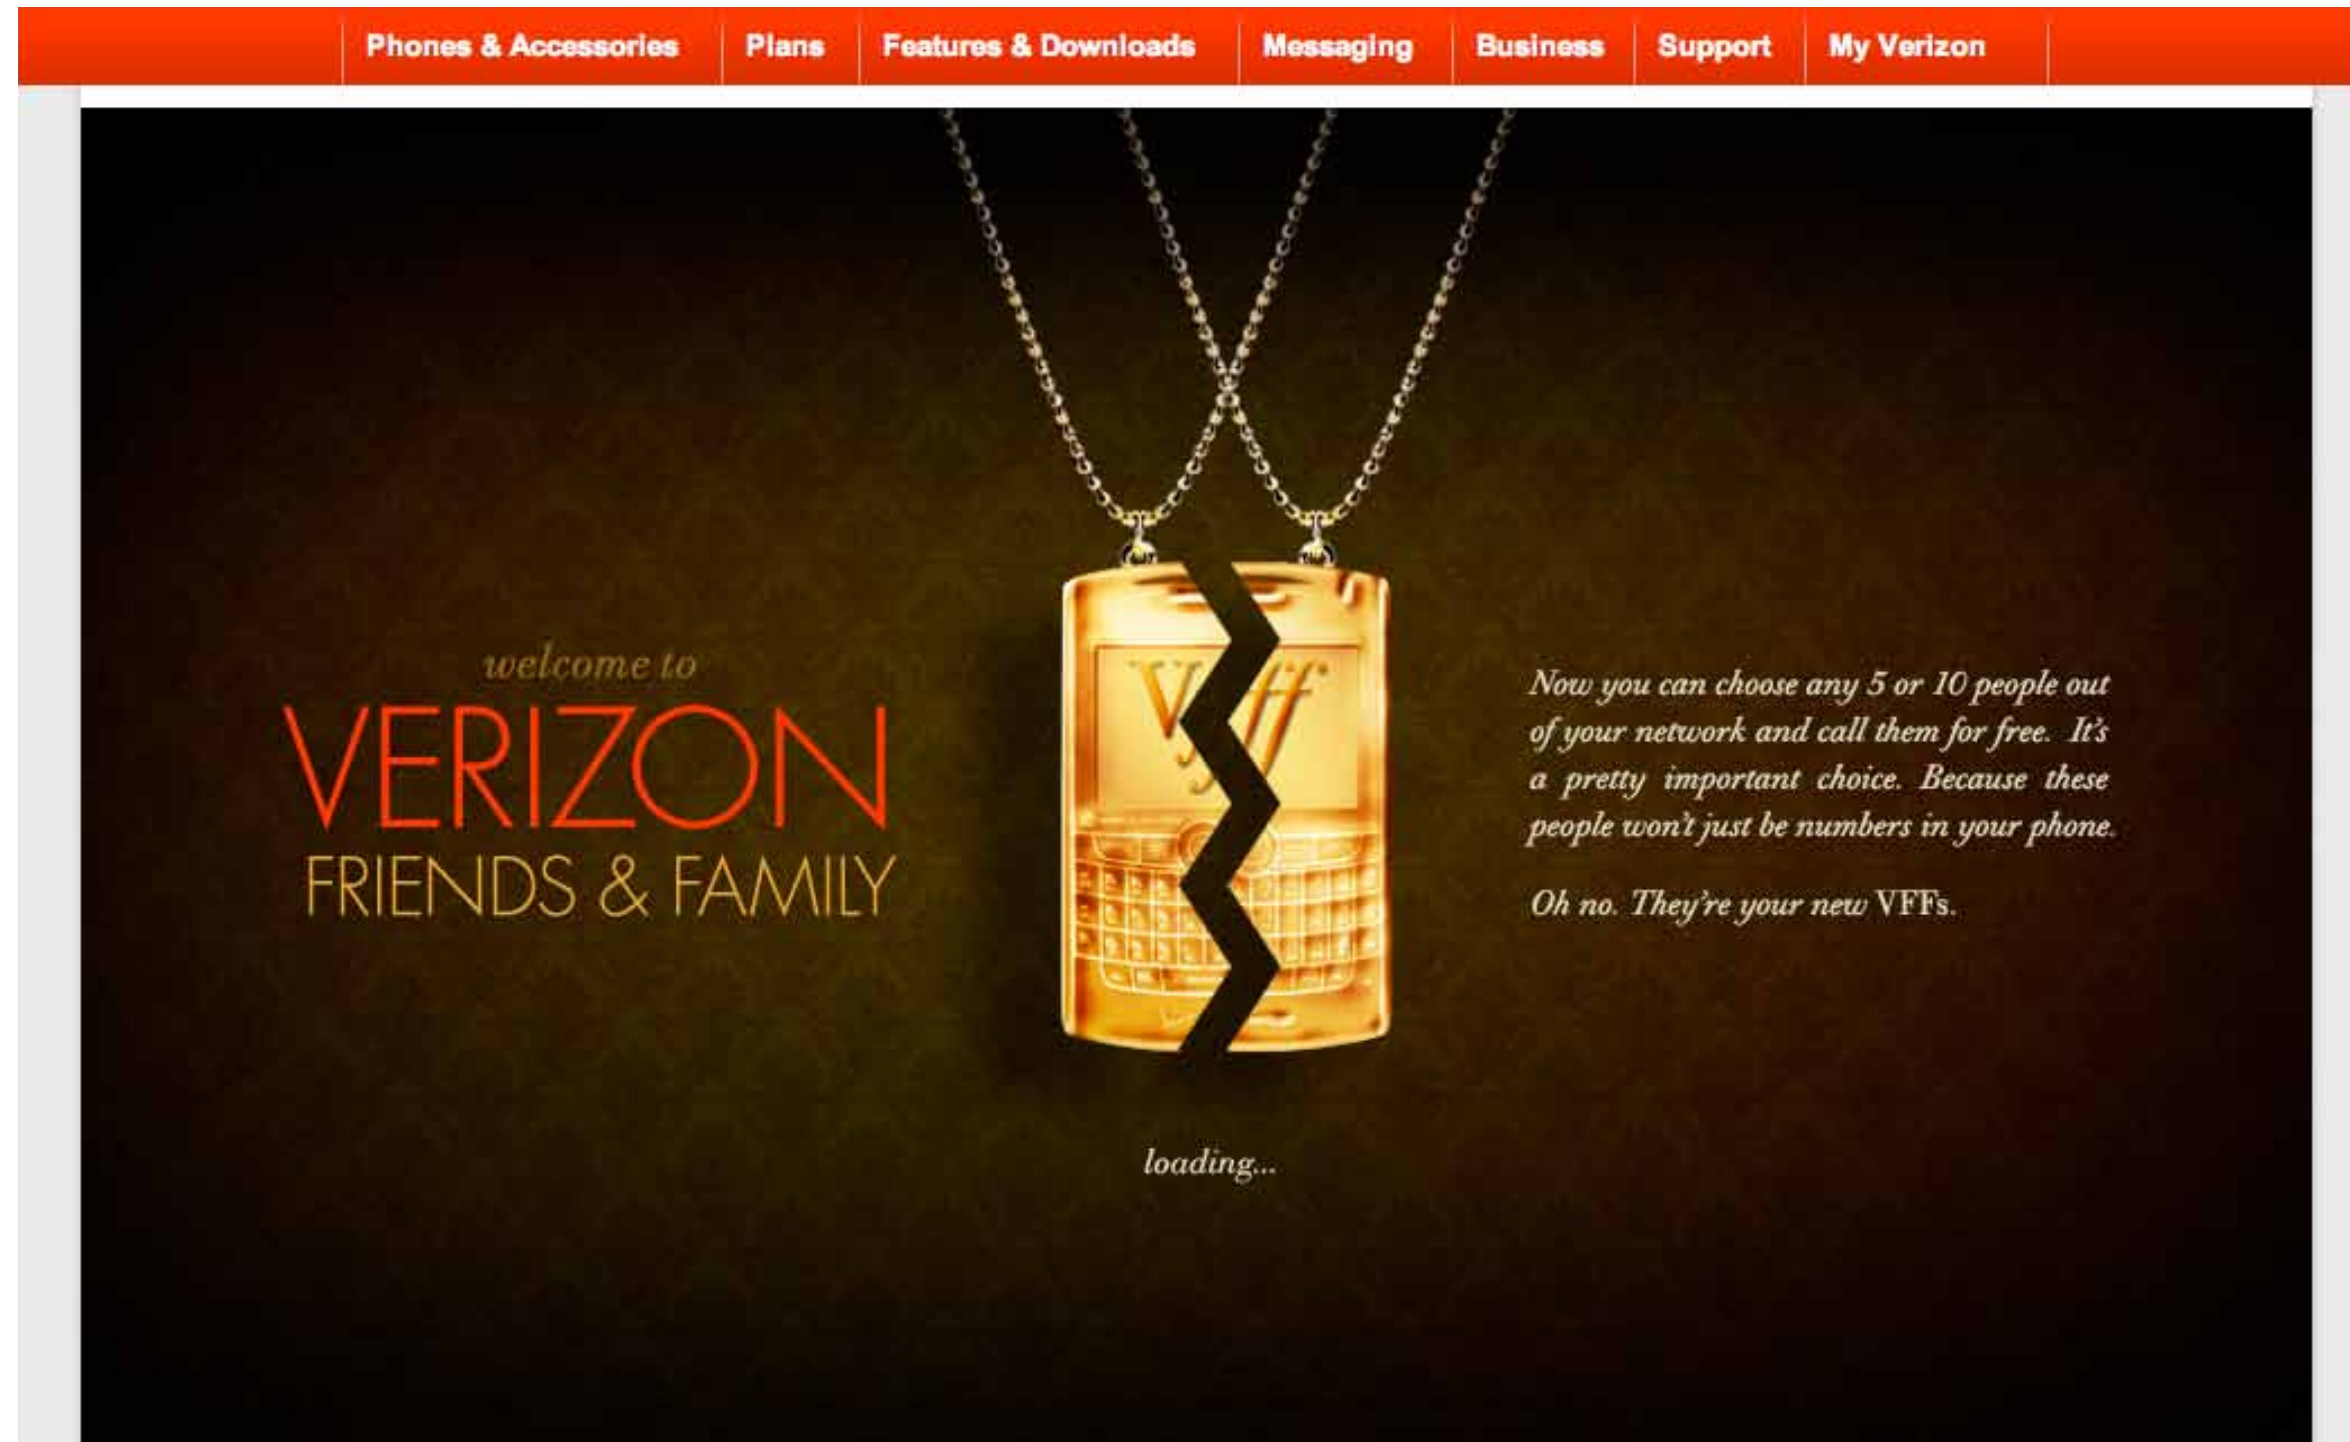 Phones & Accessories Plans Features & Downloads Messaging Business Support My Verizon
welcome to
VERIZON
FRIENDS & FAMILY
Vff
Now you can choose any 5 or 10 people out
of your network and call them for free. It's
a pretty important choice. Because these
people won't just be numbers in your phone.
Oh no. They're your new VFFs.
loading...